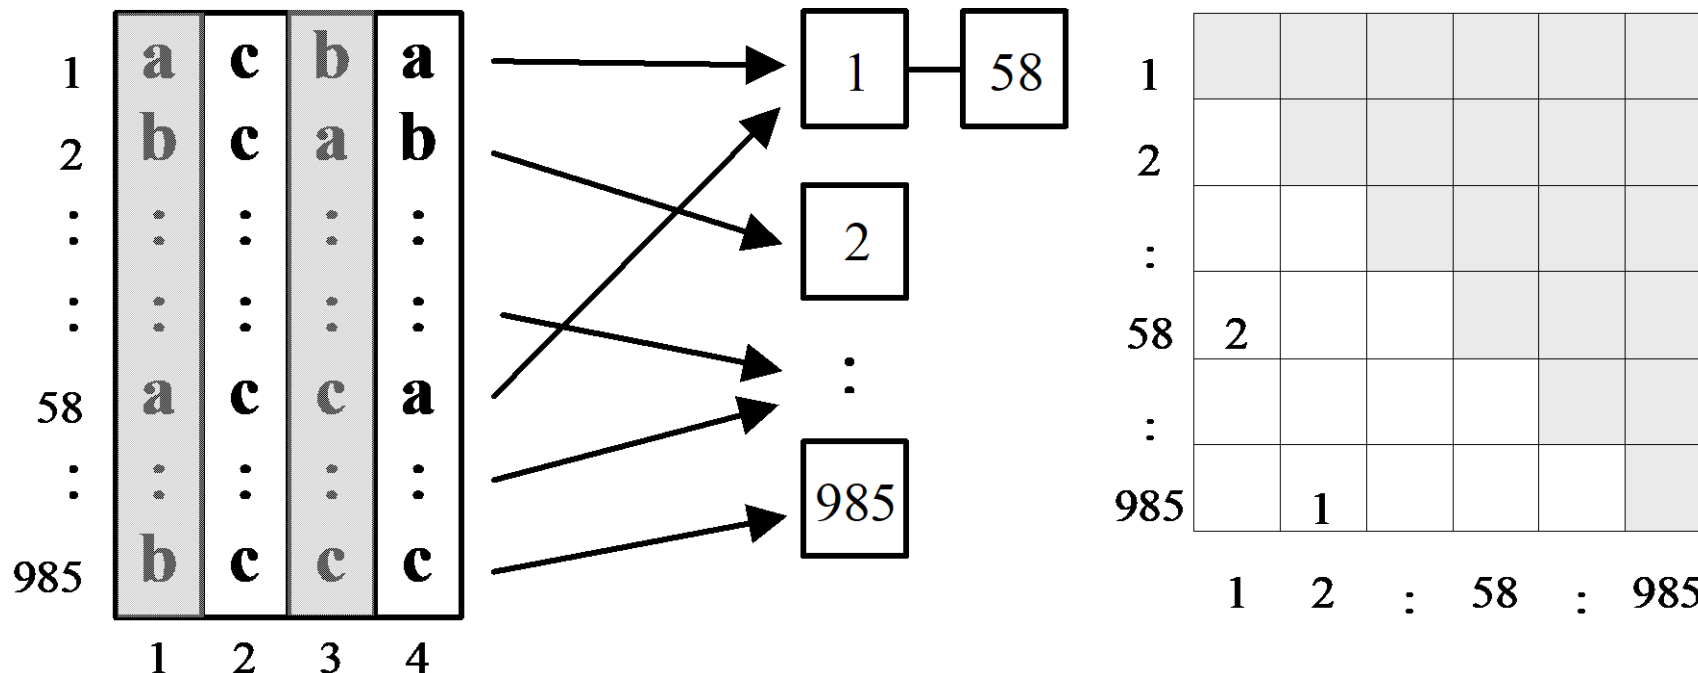 1 a c b a
2 b c a b
: : : : :
: : : : :
58 a c c a
: : : : :
985 b c c c
1 2 3 4
1 58
2
:
985
1
2
:
58 2
:
985 1
1 2 : 58 : 985